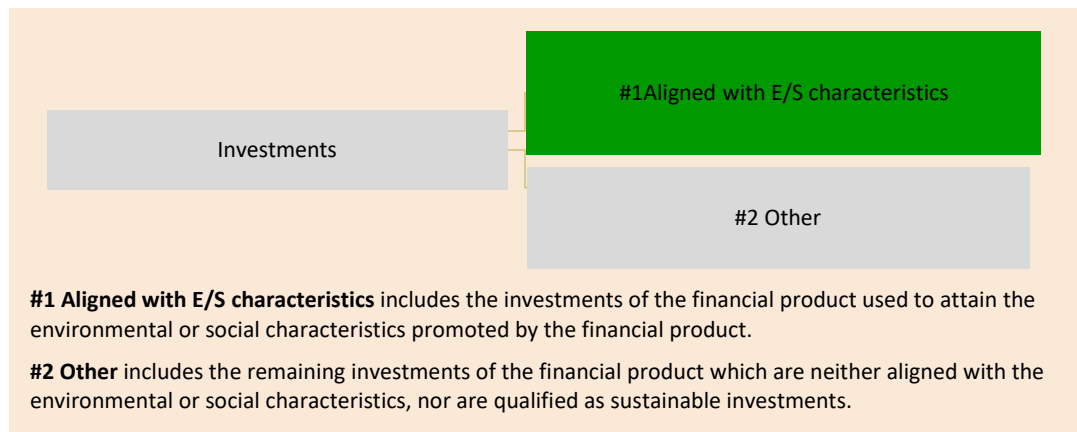 #1Aligned with E/S characteristics
Investments
#2 Other
#1 Aligned with E/S characteristics includes the investments of the financial product used to attain the
environmental or social characteristics promoted by the financial product.
#2 Other includes the remaining investments of the financial product which are neither aligned with the
environmental or social characteristics, nor are qualified as sustainable investments.